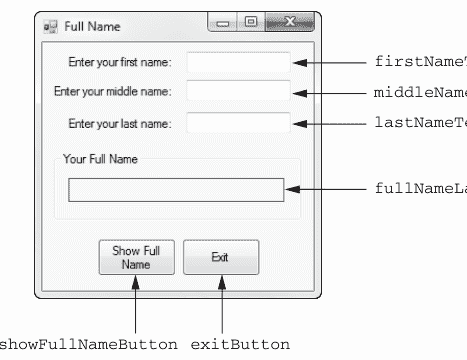 Full Name
Enter your first name: firstNameT
Enter your middle name: middleName
Enter your last name: lastNameTe
Your Full Name
fullNameLa
Show Full
Name
Exit
showFullNameButton exitButton